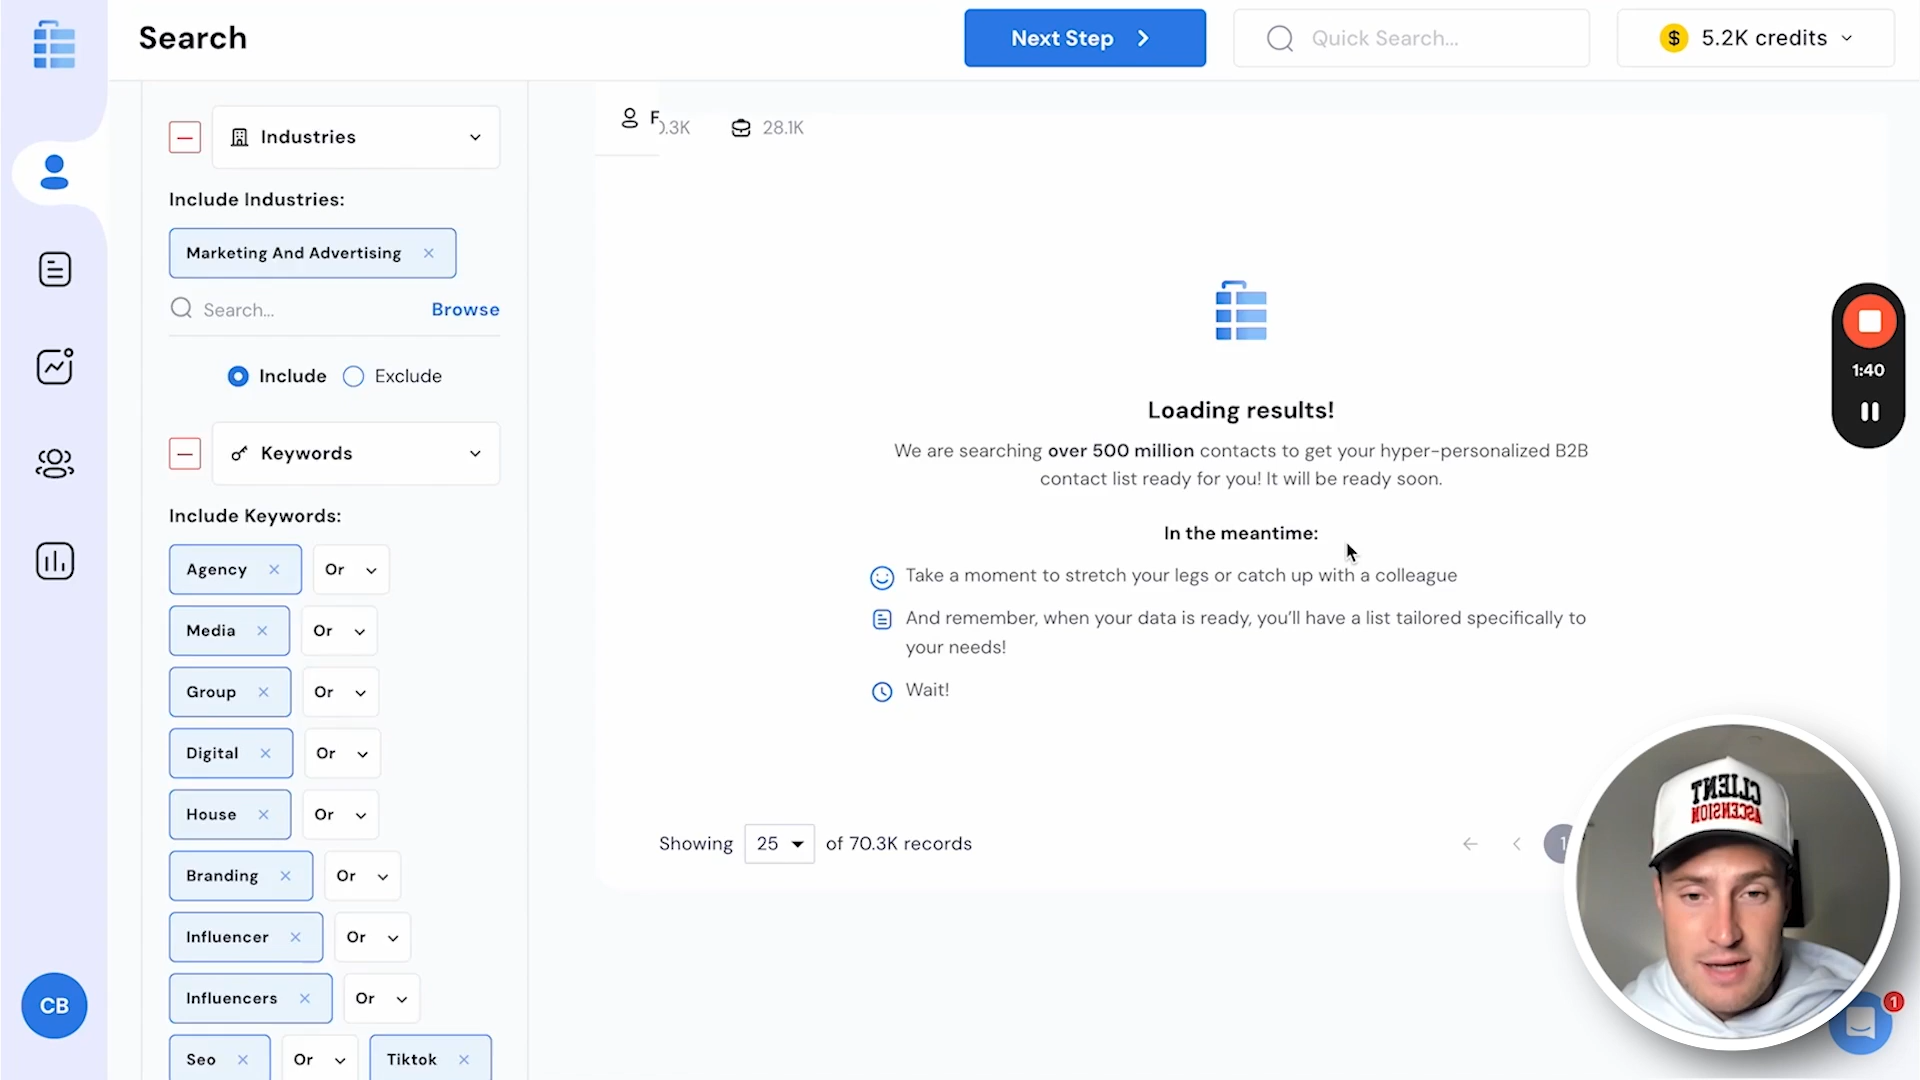 Search
Next Step
Quick Search...
$ 5.2K credits
Industries
Include Industries:
Marketing And Advertising
Search...
Browse
Include
Exclude
Keywords
Include Keywords:
Agency
Or
Media
Or
Group
Or
Digital
Or
House
Or
Branding
Or
Influencer
Or
Influencers
Or
Seo
Or
Tiktok
CB
28.1K
Loading results!
We are searching over 500 million contacts to get your hyper-personalized B2B
contact list ready for you! It will be ready soon.
In the meantime:
Take a moment to stretch your legs or catch up with a colleague
And remember, when your data is ready, you'll have a list tailored specifically to
your needs!
Wait!
Showing 25 of 70.3K records
1
1:40
CLIENT
ASCENSION
1